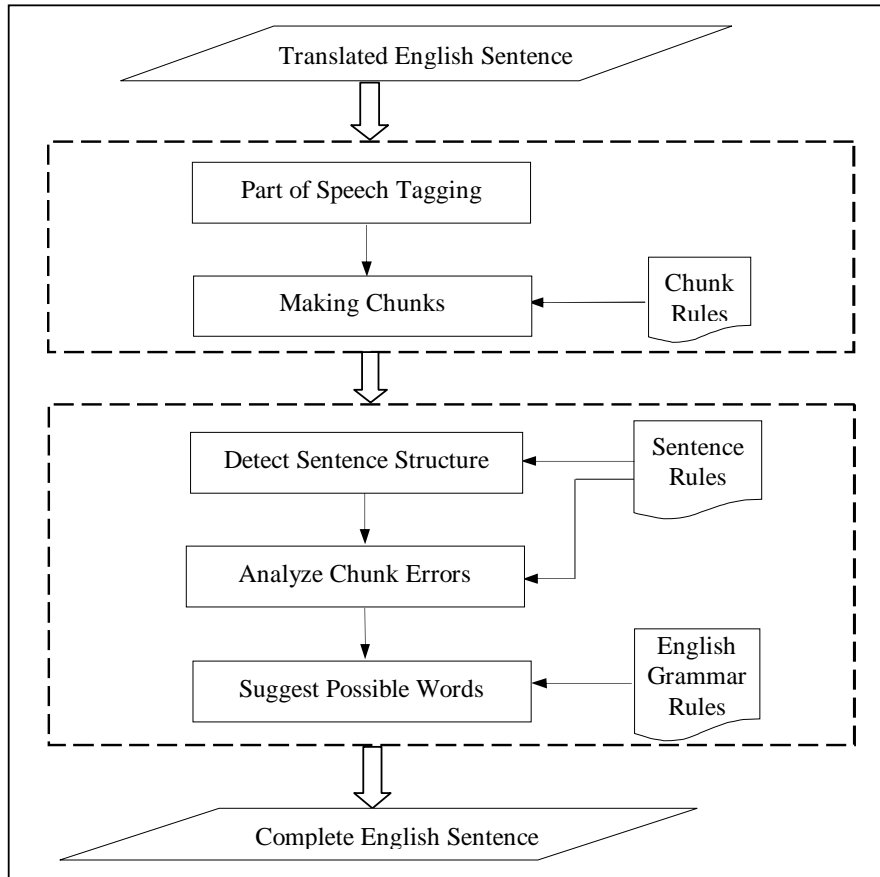 Translated English Sentence
Part of Speech Tagging
Making Chunks
Chunk
Rules
Detect Sentence Structure
Sentence
Rules
Analyze Chunk Errors
Suggest Possible Words
English
Grammar
Rules
Complete English Sentence